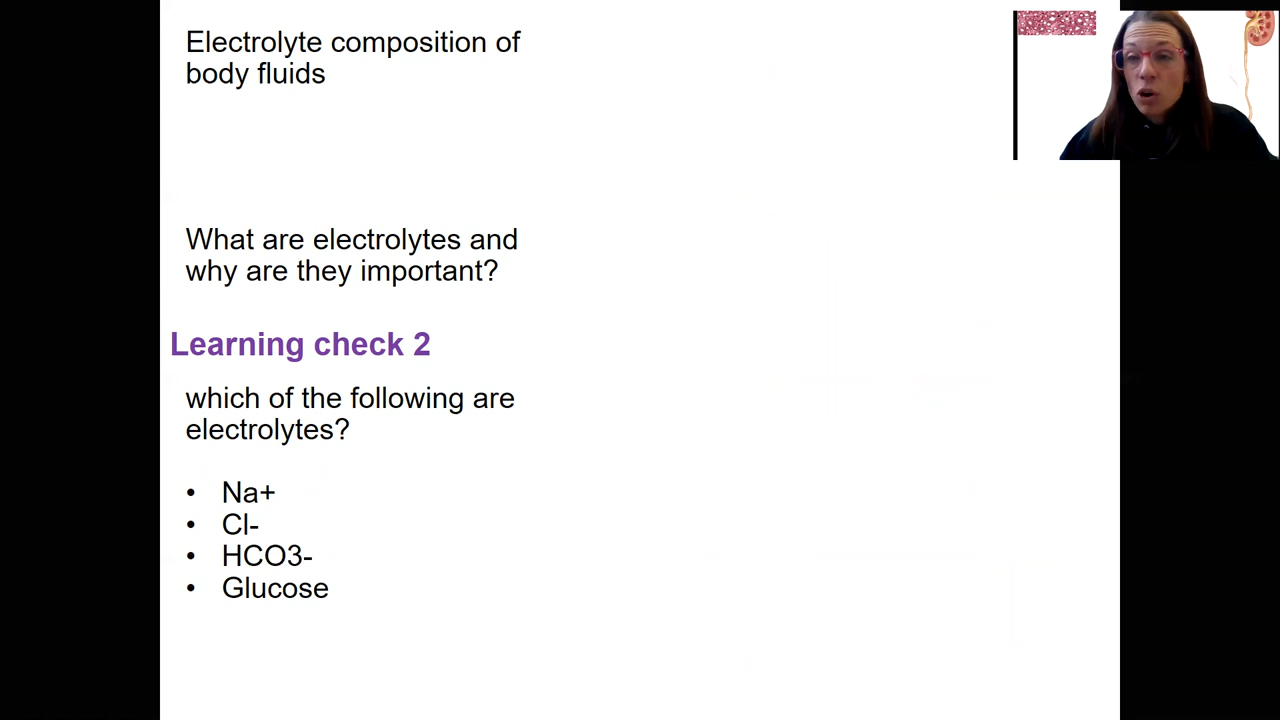 Electrolyte composition of
body fluids
What are electrolytes and
why are they important?
Learning check 2
which of the following are
electrolytes?
• Na+
• Cl-
• HCO3-
• Glucose